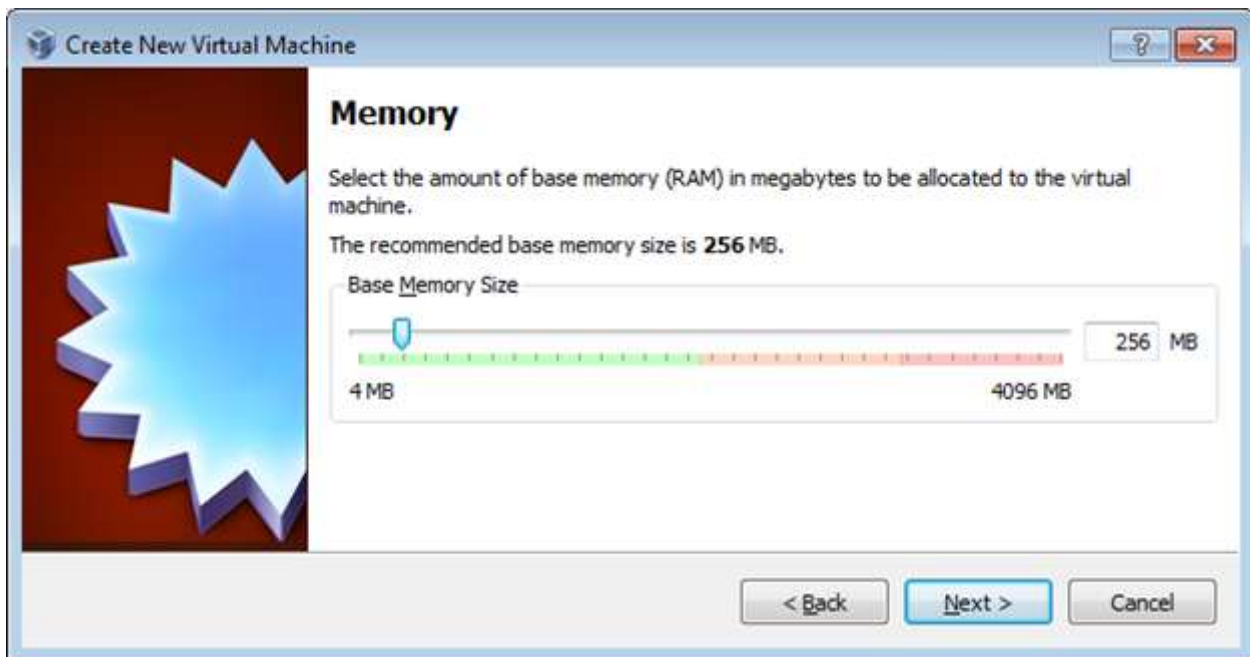 Create New Virtual Machine
Memory
Select the amount of base memory (RAM) in megabytes to be allocated to the virtual
machine.
The recommended base memory size is 256 MB.
Base Memory Size
256 MB
4 MB 4096 MB
< Back Next > Cancel